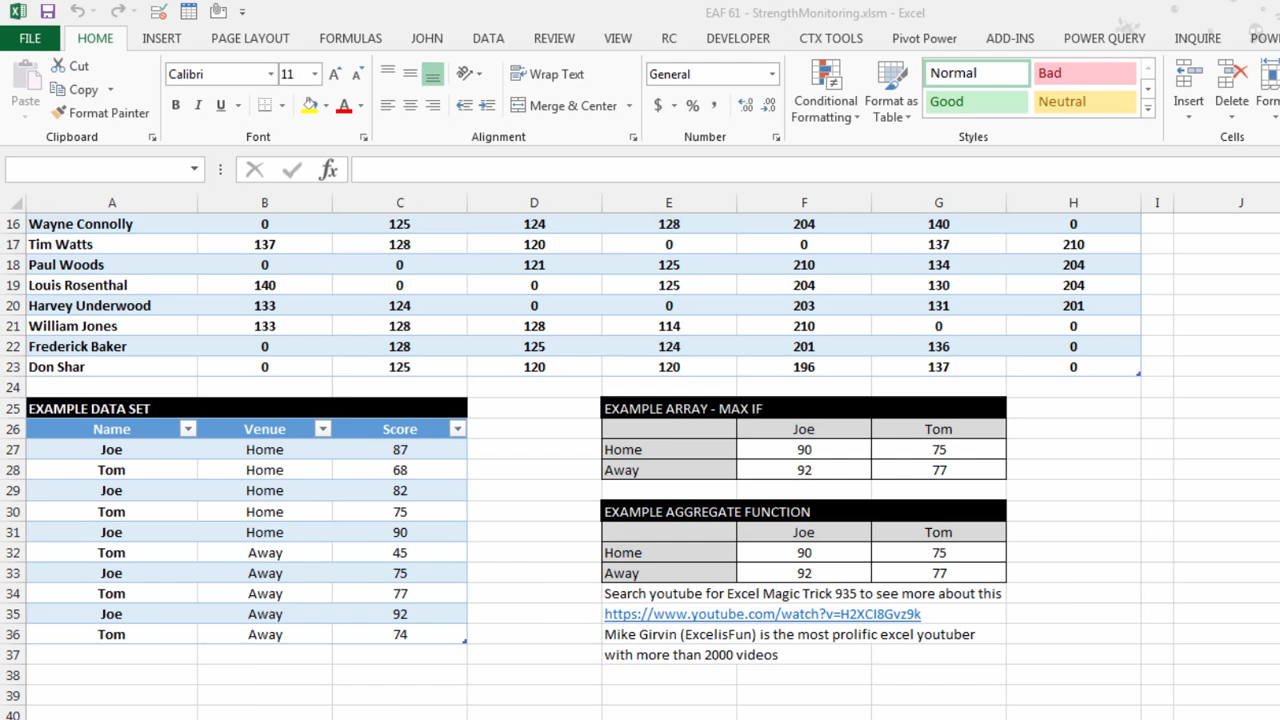 EAF 61 - StrengthMonitoring.xlsm - Excel
FILE HOME INSERT PAGE LAYOUT FORMULAS JOHN DATA REVIEW VIEW RC DEVELOPER CTX TOOLS Pivot Power ADD-INS POWER QUERY INQUIRE POW
Paste
Cut
Copy
Format Painter
Clipboard
Calibri 11
B I U A
Font
Wrap Text
Merge & Center
Alignment
General
$ % ,
Number
Conditional Formatting
Format as Table
Normal Bad
Good Neutral
Styles
Insert Delete Form
Cells
fx
A B C D E F G H I J
16 Wayne Connolly 0 125 124 128 204 140 0
17 Tim Watts 137 128 120 0 0 137 210
18 Paul Woods 0 0 121 125 210 134 204
19 Louis Rosenthal 140 0 0 125 204 130 204
20 Harvey Underwood 133 124 0 0 203 131 201
21 William Jones 133 128 128 114 210 0 0
22 Frederick Baker 0 128 125 124 201 136 0
23 Don Shar 0 125 120 120 196 137 0
24
25 EXAMPLE DATA SET EXAMPLE ARRAY - MAX IF
26 Name Venue Score Joe Tom
27 Joe Home 87 Home 90 75
28 Tom Home 68 Away 92 77
29 Joe Home 82
30 Tom Home 75 EXAMPLE AGGREGATE FUNCTION
31 Joe Home 90 Joe Tom
32 Tom Away 45 Home 90 75
33 Joe Away 75 Away 92 77
34 Tom Away 77 Search youtube for Excel Magic Trick 935 to see more about this
35 Joe Away 92 https://www.youtube.com/watch?v=H2XCI8Gvz9k
36 Tom Away 74 Mike Girvin (ExcelisFun) is the most prolific excel youtuber
37 with more than 2000 videos
38
39
40